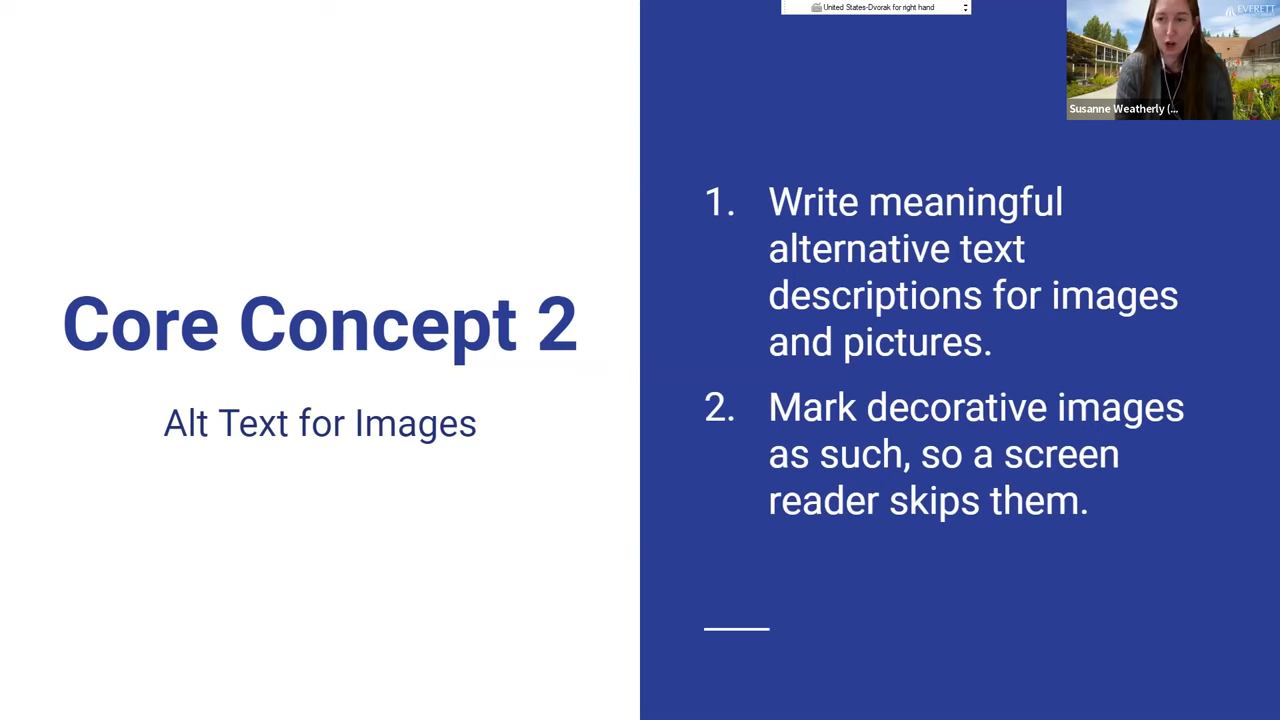 United States-Dvorak for right hand
EVERETT
Susanne Weatherly (...
Core Concept 2
Alt Text for Images
1. Write meaningful
alternative text
descriptions for images
and pictures.
2. Mark decorative images
as such, so a screen
reader skips them.